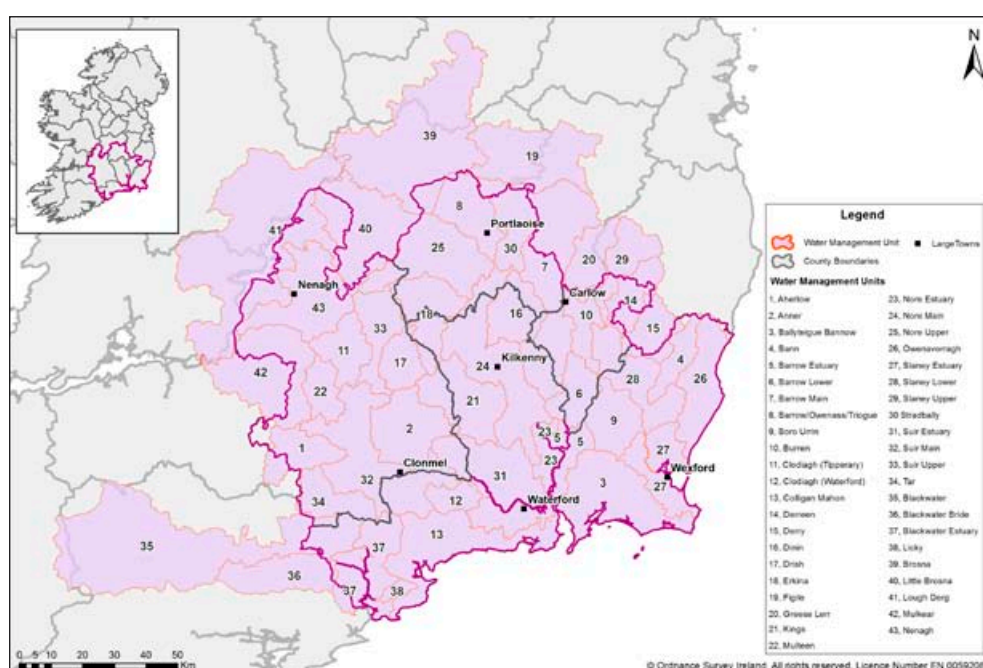 N
39
19
8
41
40
Portlaoise
25
30
20
29
7
Nenagh
Carlow
14
43
10
18
16
15
33
11
17
24
Kilkenny
4
42
28
26
22
21
6
2
9
23
5
5
1
27
Clonmel
23
Wexford
32
31
3
27
34
12
Waterford
13
37
35
36
37
38
0 5 10 20 30 40 50
Km
Legend
Water Management Unit
LargeTowns
County Boundaries
Water Management Units
1, Aherlow
2, Anner
3, Ballyteigue Bannow
4, Bann
5, Barrow Estuary
6, Barrow Lower
7, Barrow Main
8, Barrow/Owenass/Triogue
9, Boro Urrin
10, Burren
11, Clodiagh (Tipperary)
12, Clodiagh (Waterford)
13, Colligan Mahon
14, Derreen
15, Derry
16, Dinin
17, Drish
18, Erkina
19, Figile
20, Greese Lerr
21, Kings
22, Multeen
23, Nore Estuary
24, Nore Main
25, Nore Upper
26, Owenavorragh
27, Slaney Estuary
28, Slaney Lower
29, Slaney Upper
30 Stradbally
31, Suir Estuary
32, Suir Main
33, Suir Upper
34, Tar
35, Blackwater
36, Blackwater Bride
37, Blackwater Estuary
38, Licky
39, Brosna
40, Little Brosna
41, Lough Derg
42, Mulkear
43, Nenagh
© Ordnance Survey Ireland. All rights reserved. Licence Number EN 0059208